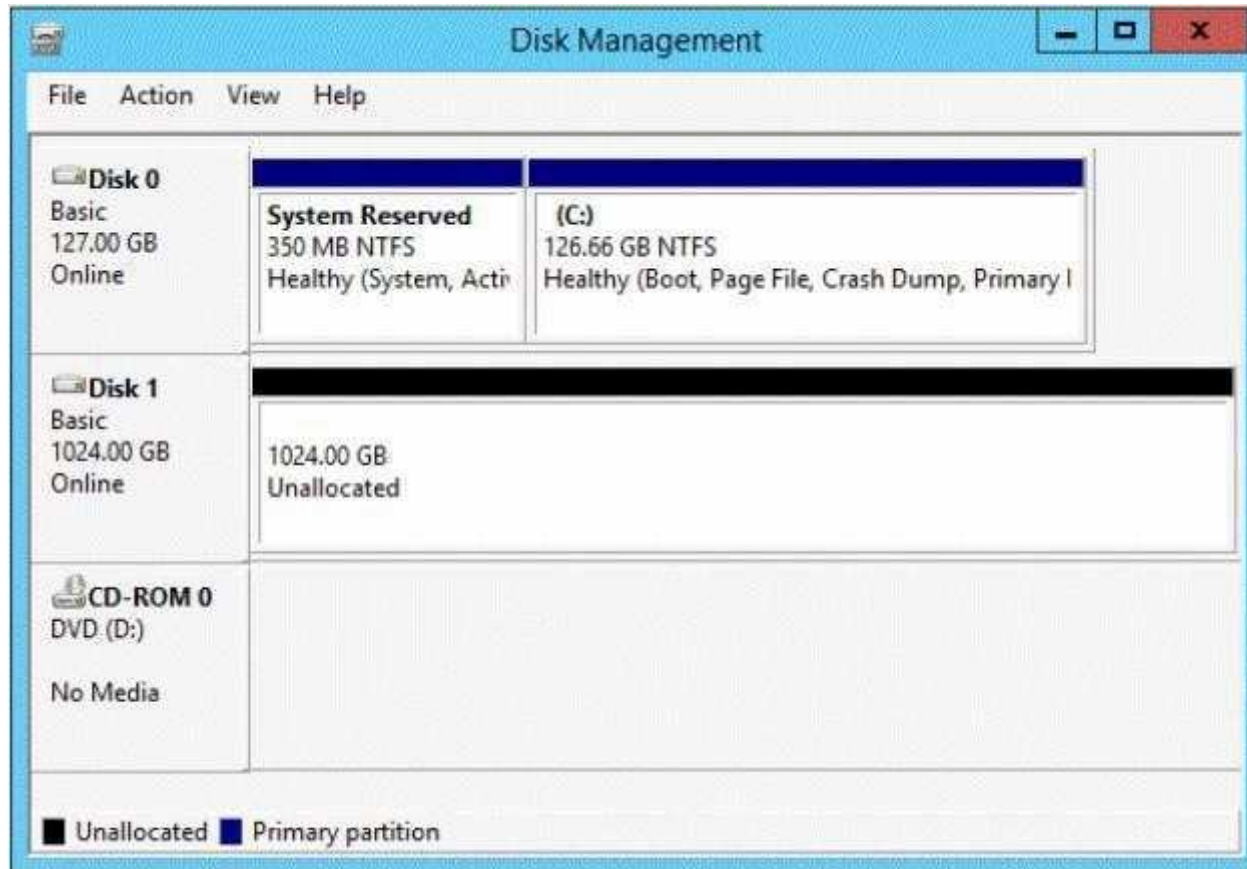 Disk Management
File Action View Help
Disk 0
Basic
127.00 GB
Online
System Reserved
350 MB NTFS
Healthy (System, Acti
(C:)
126.66 GB NTFS
Healthy (Boot, Page File, Crash Dump, Primary
Disk 1
Basic
1024.00 GB
Online
1024.00 GB
Unallocated
CD-ROM 0
DVD (D:)
No Media
Unallocated Primary partition